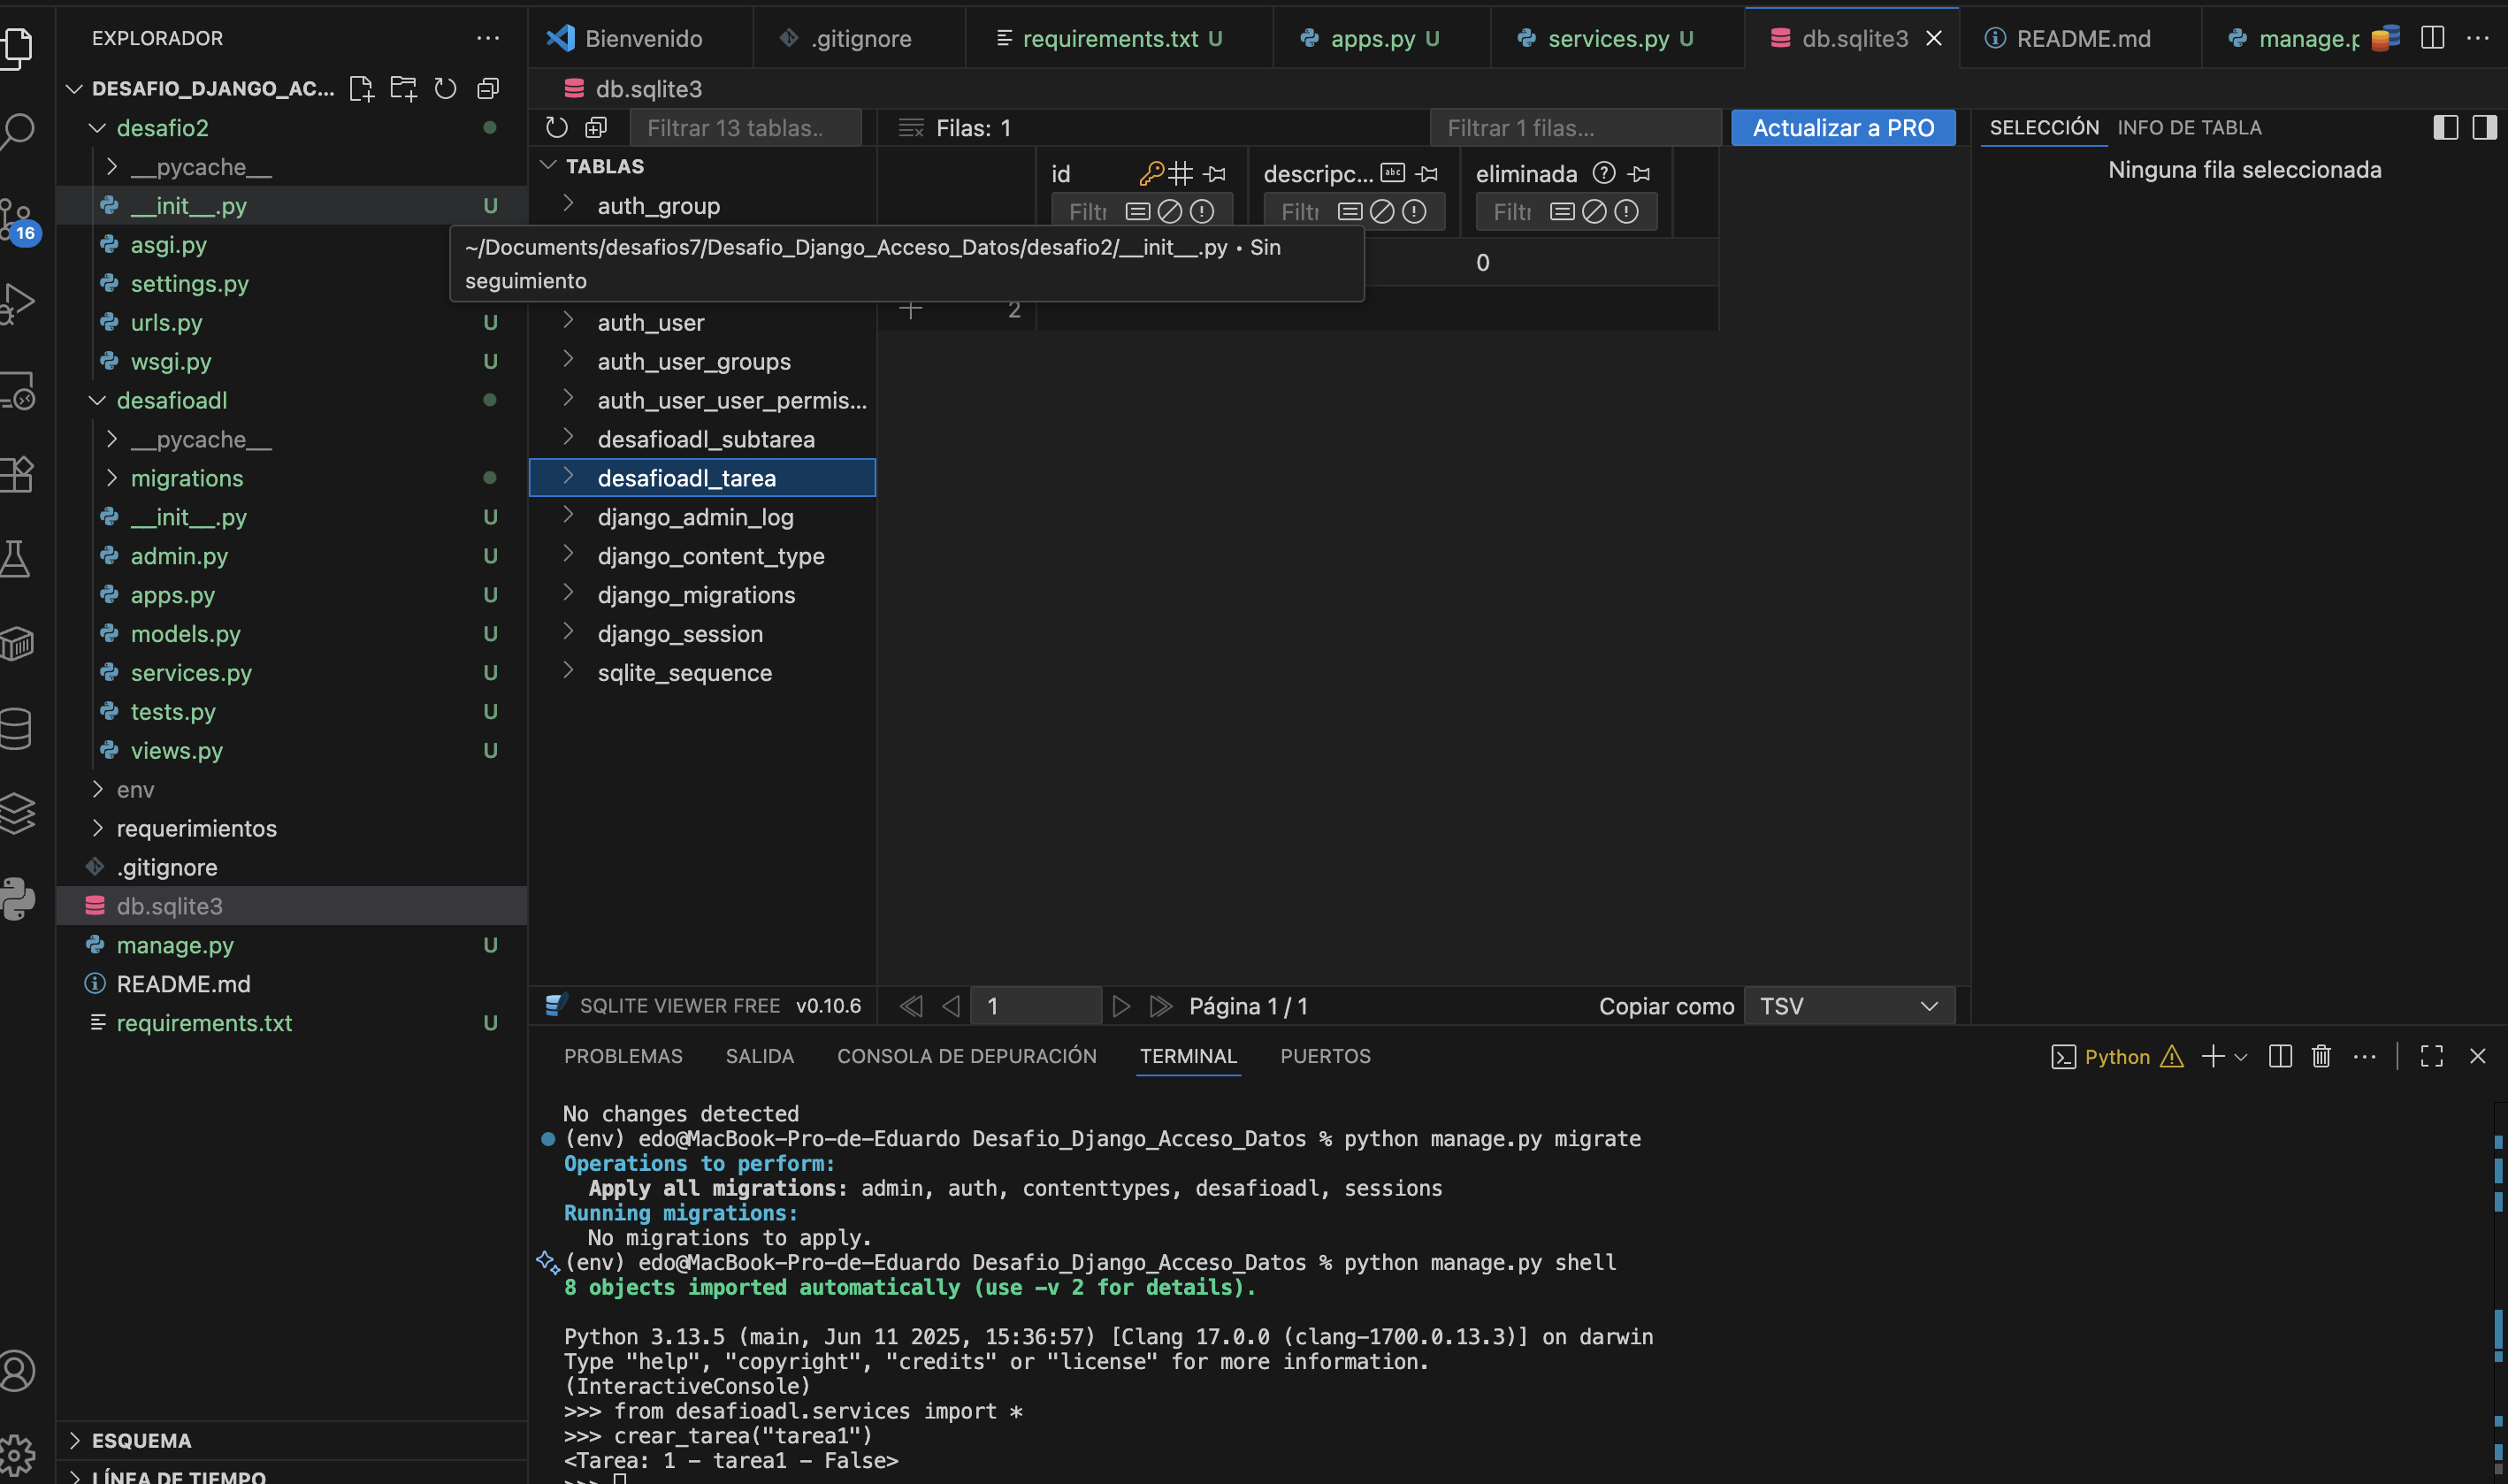 EXPLORADOR
DESAFIO_DJANGO_AC...
desafio2
__pycache__
__init__.py U
asgi.py
settings.py
urls.py U
wsgi.py U
desafioadl
__pycache__
migrations
__init__.py U
admin.py U
apps.py U
models.py U
services.py U
tests.py U
views.py U
env
requerimientos
.gitignore
db.sqlite3
manage.py U
README.md
requirements.txt U
ESQUEMA
LÍNEA DE TIEMPO
16
Bienvenido
.gitignore
requirements.txt U
apps.py U
services.py U
db.sqlite3
README.md
manage.p
db.sqlite3
Filtrar 13 tablas..
Filas: 1
Filtrar 1 filas...
Actualizar a PRO
SELECCIÓN
INFO DE TABLA
Ninguna fila seleccionada
TABLAS
auth_group
auth_user
auth_user_groups
auth_user_user_permis...
desafioadl_subtarea
desafioadl_tarea
django_admin_log
django_content_type
django_migrations
django_session
sqlite_sequence
id
descripc...
abc
eliminada
Filtr
Filtr
Filtr
0
2
~/Documents/desafios7/Desafio_Django_Acceso_Datos/desafio2/__init__.py • Sin
seguimiento
SQLITE VIEWER FREE v0.10.6
1
Página 1 / 1
Copiar como
TSV
PROBLEMAS
SALIDA
CONSOLA DE DEPURACIÓN
TERMINAL
PUERTOS
Python
No changes detected
(env) edo@MacBook-Pro-de-Eduardo Desafio_Django_Acceso_Datos % python manage.py migrate
Operations to perform:
Apply all migrations: admin, auth, contenttypes, desafioadl, sessions
Running migrations:
No migrations to apply.
(env) edo@MacBook-Pro-de-Eduardo Desafio_Django_Acceso_Datos % python manage.py shell
8 objects imported automatically (use -v 2 for details).
Python 3.13.5 (main, Jun 11 2025, 15:36:57) [Clang 17.0.0 (clang-1700.0.13.3)] on darwin
Type "help", "copyright", "credits" or "license" for more information.
(InteractiveConsole)
>>> from desafioadl.services import *
>>> crear_tarea("tarea1")
<Tarea: 1 - tarea1 - False>
>>>